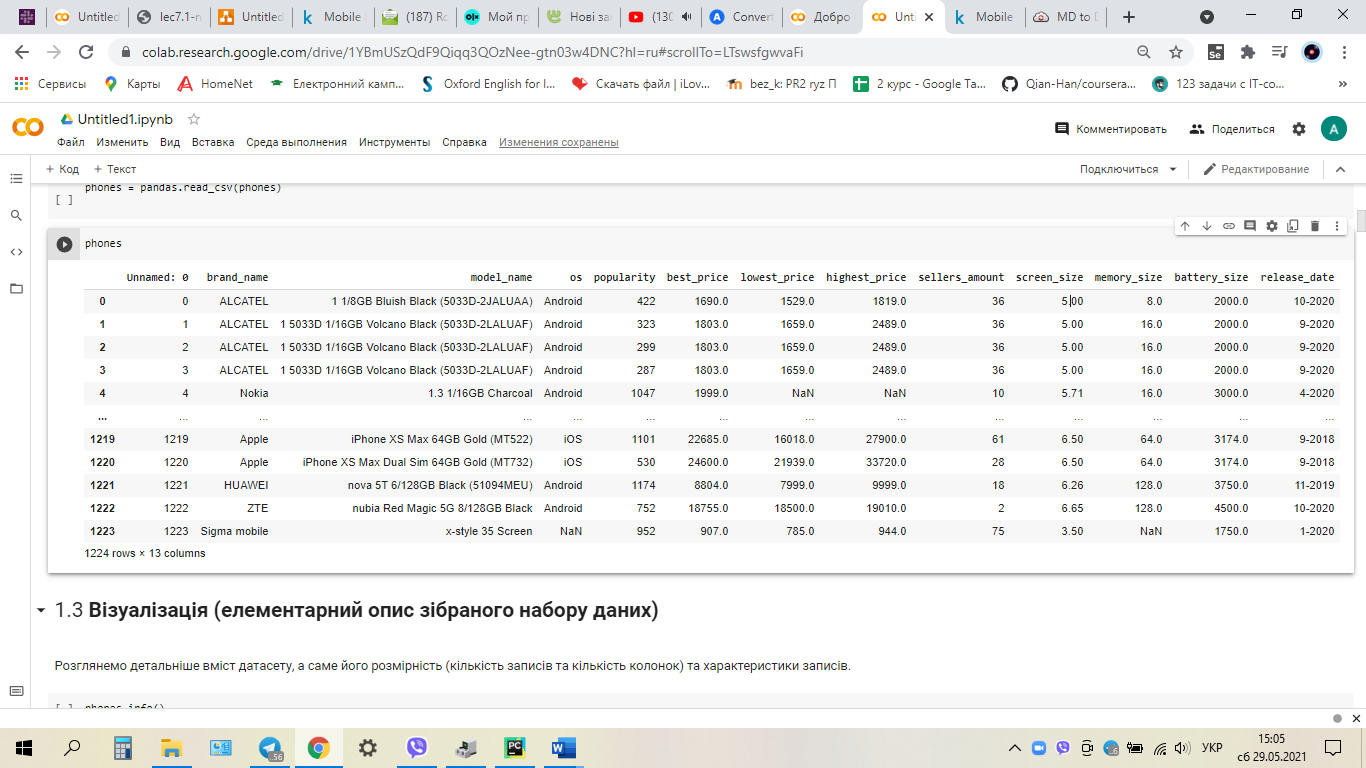 Untitled
lec7.1-n
Untitled
Mobile
(187) Ro
Мой пр
Нові за
(130
Convert
Добро
Unti
Mobile
MD to D
colab.research.google.com/drive/1YBmUSzQdF9Qiqq3QOzNee-gtn03w4DNC?hl=ru#scrollTo=LTswsfgwvaFi
Сервисы
Карты
HomeNet
Електронний камп...
Oxford English for I...
Скачать файл | iLov...
bez_k: PR2 ryz П
2 курс - Google Ta...
Qian-Han/coursera...
123 задачи с IT-со...
Untitled1.ipynb
Комментировать
Поделиться
A
Файл Изменить Вид Вставка Среда выполнения Инструменты Справка Изменения сохранены
+ Код + Текст
Подключиться
Редактирование
phones = pandas.read_csv(phones)
[ ]
phones
Unnamed: 0 brand_name model_name os popularity best_price lowest_price highest_price sellers_amount screen_size memory_size battery_size release_date
0 0 ALCATEL 1 1/8GB Bluish Black (5033D-2JALUAA) Android 422 1690.0 1529.0 1819.0 36 5.00 8.0 2000.0 10-2020
1 1 ALCATEL 1 5033D 1/16GB Volcano Black (5033D-2LALUAF) Android 323 1803.0 1659.0 2489.0 36 5.00 16.0 2000.0 9-2020
2 2 ALCATEL 1 5033D 1/16GB Volcano Black (5033D-2LALUAF) Android 299 1803.0 1659.0 2489.0 36 5.00 16.0 2000.0 9-2020
3 3 ALCATEL 1 5033D 1/16GB Volcano Black (5033D-2LALUAF) Android 287 1803.0 1659.0 2489.0 36 5.00 16.0 2000.0 9-2020
4 4 Nokia 1.3 1/16GB Charcoal Android 1047 1999.0 NaN NaN 10 5.71 16.0 3000.0 4-2020
... ... ... ... ... ... ... ... ... ... ... ... ... ...
1219 1219 Apple iPhone XS Max 64GB Gold (MT522) iOS 1101 22685.0 16018.0 27900.0 61 6.50 64.0 3174.0 9-2018
1220 1220 Apple iPhone XS Max Dual Sim 64GB Gold (MT732) iOS 530 24600.0 21939.0 33720.0 28 6.50 64.0 3174.0 9-2018
1221 1221 HUAWEI nova 5T 6/128GB Black (51094MEU) Android 1174 8804.0 7999.0 9999.0 18 6.26 128.0 3750.0 11-2019
1222 1222 ZTE nubia Red Magic 5G 8/128GB Black Android 752 18755.0 18500.0 19010.0 2 6.65 128.0 4500.0 10-2020
1223 1223 Sigma mobile x-style 35 Screen NaN 952 907.0 785.0 944.0 75 3.50 NaN 1750.0 1-2020
1224 rows × 13 columns
1.3 Візуалізація (елементарний опис зібраного набору даних)
Розглянемо детальніше вміст датасету, а саме його розмірність (кількість записів та кількість колонок) та характеристики записів.
[ ] phones.info()
УКР
15:05
сб 29.05.2021